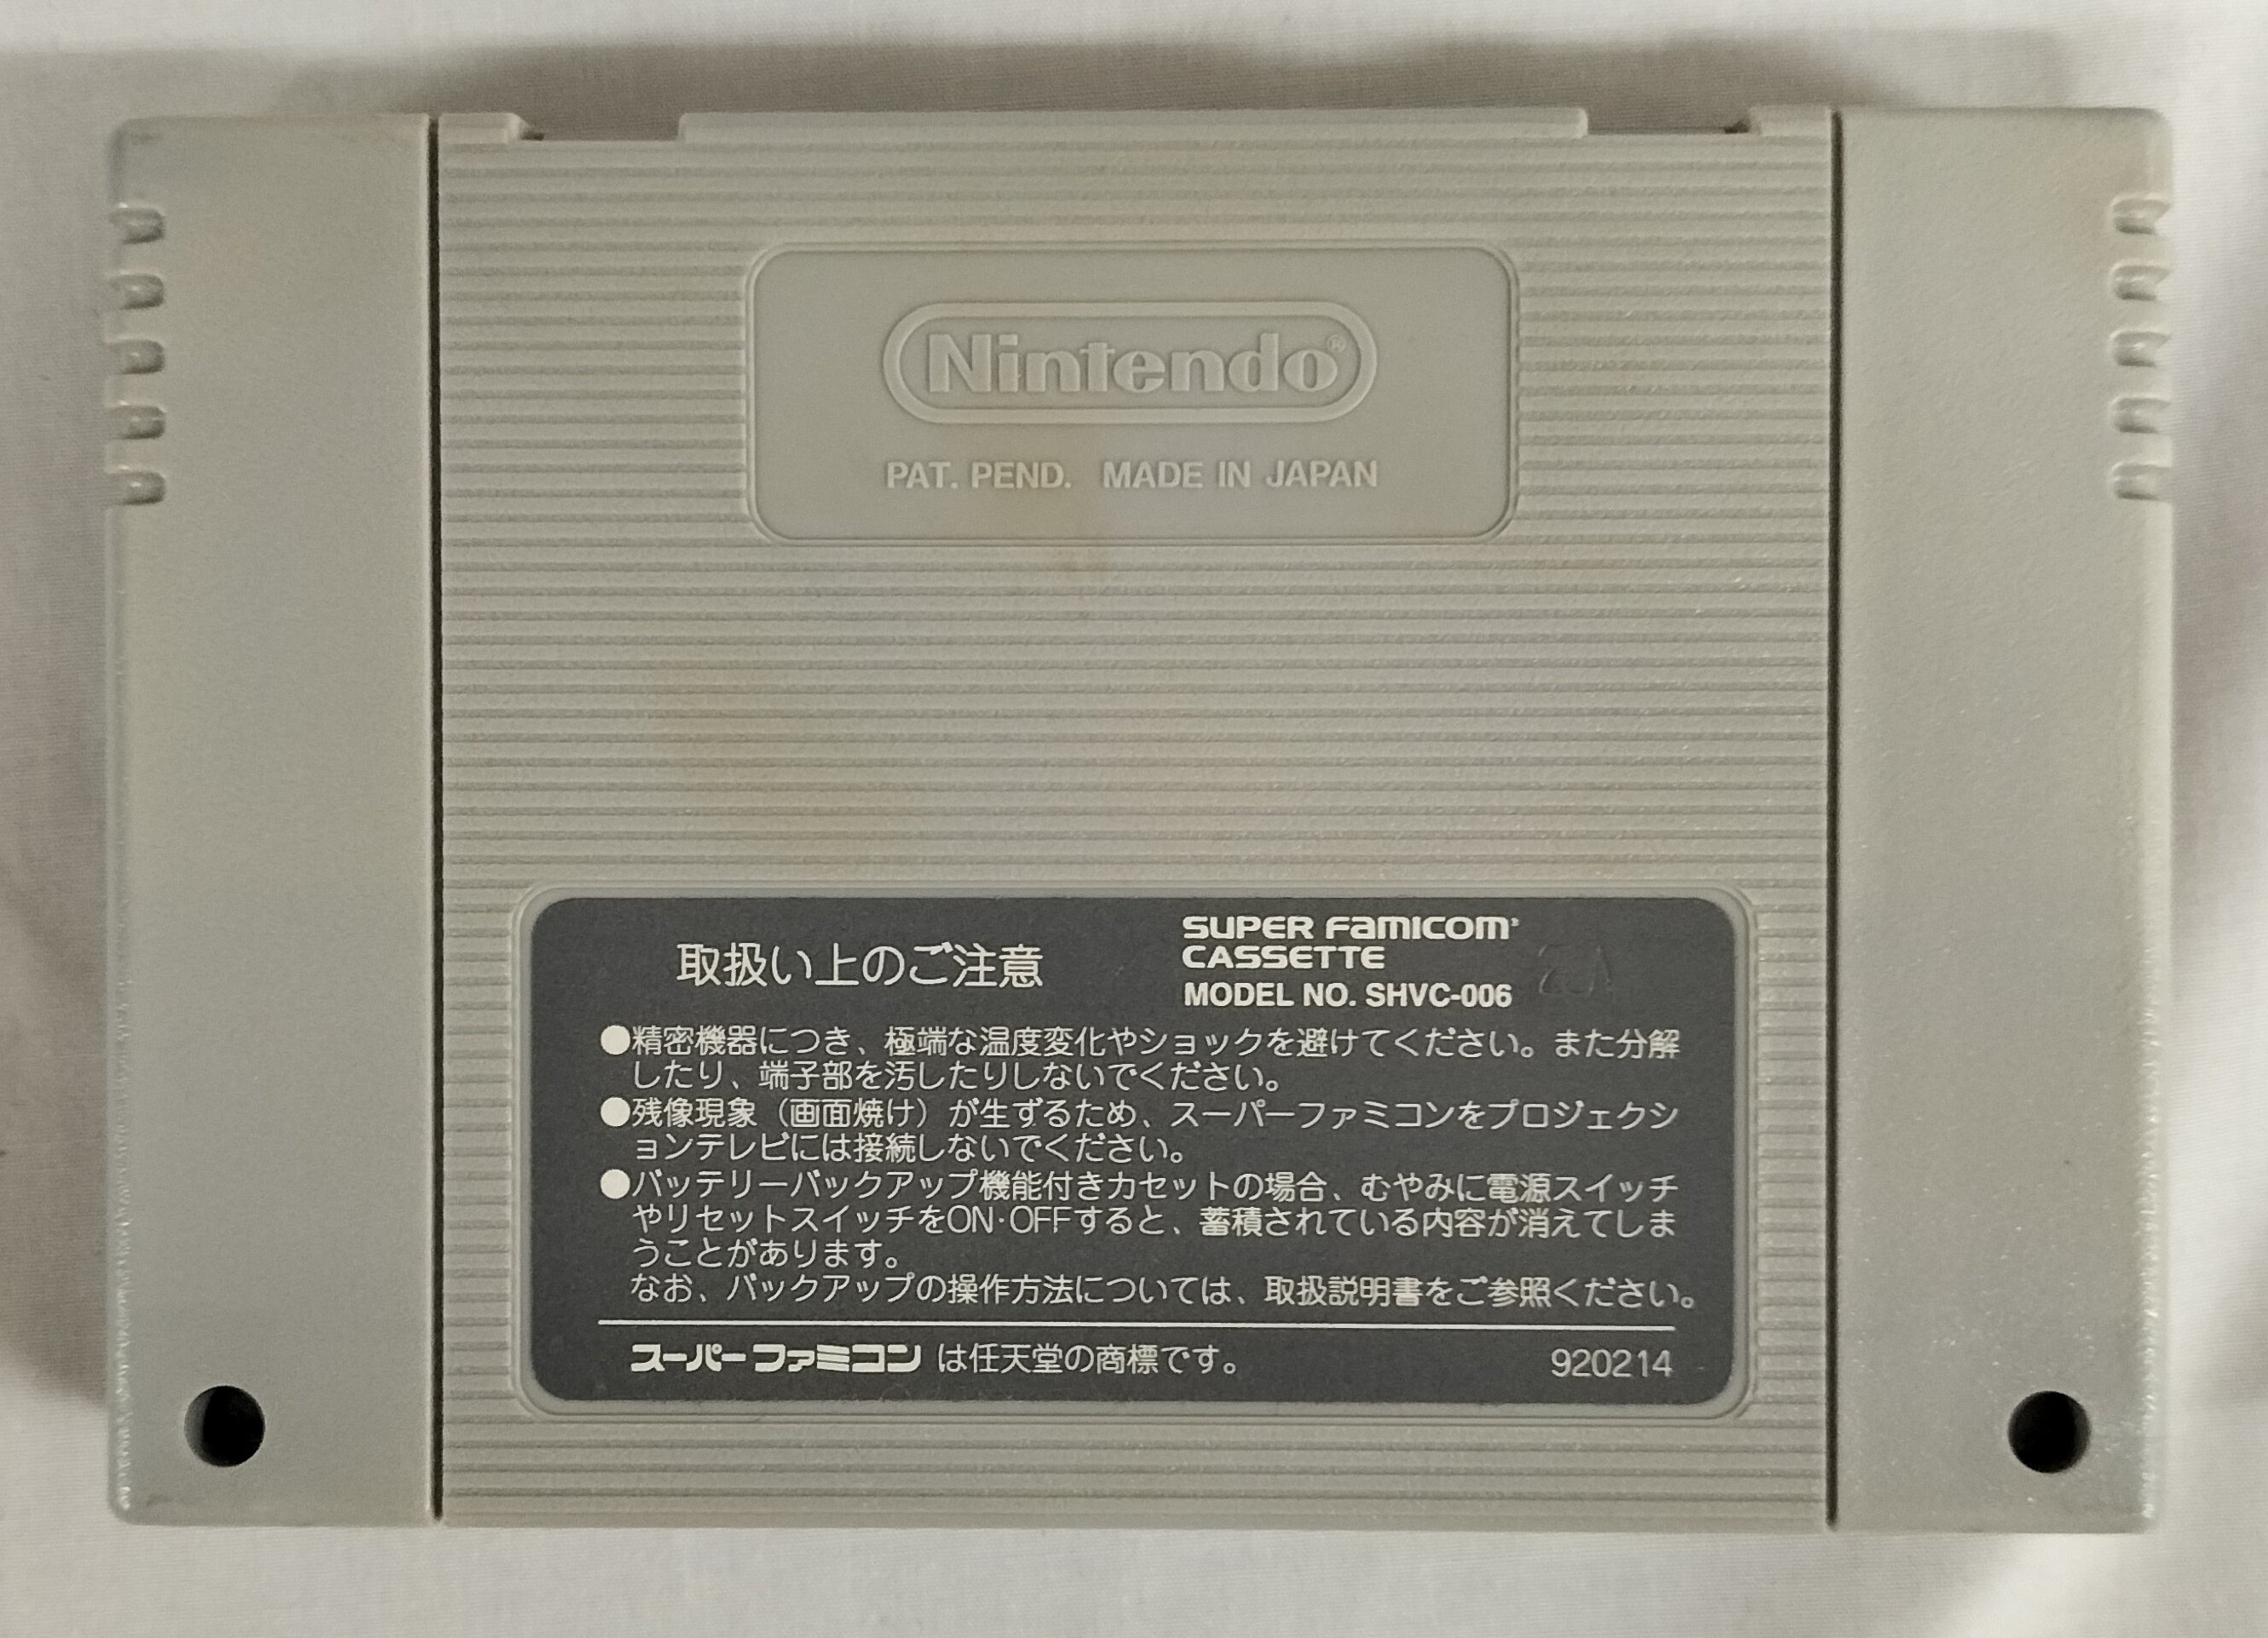 Nintendo®
PAT. PEND. MADE IN JAPAN
取扱い上のご注意
SUPER FAMICOM
CASSETTE
MODEL NO. SHVC-006
●精密機器につき、極端な温度変化やショックを避けてください。また分解
したり、端子部を汚したりしないでください。
●残像現象（画面焼け）が生ずるため、スーパーファミコンをプロジェクシ
ョンテレビには接続しないでください。
●バッテリーバックアップ機能付きカセットの場合、むやみに電源スイッチ
やリセットスイッチをON·OFFすると、蓄積されている内容が消えてしま
うことがあります。
なお、バックアップの操作方法については、取扱説明書をご参照ください。
スーパーファミコンは任天堂の商標です。
920214